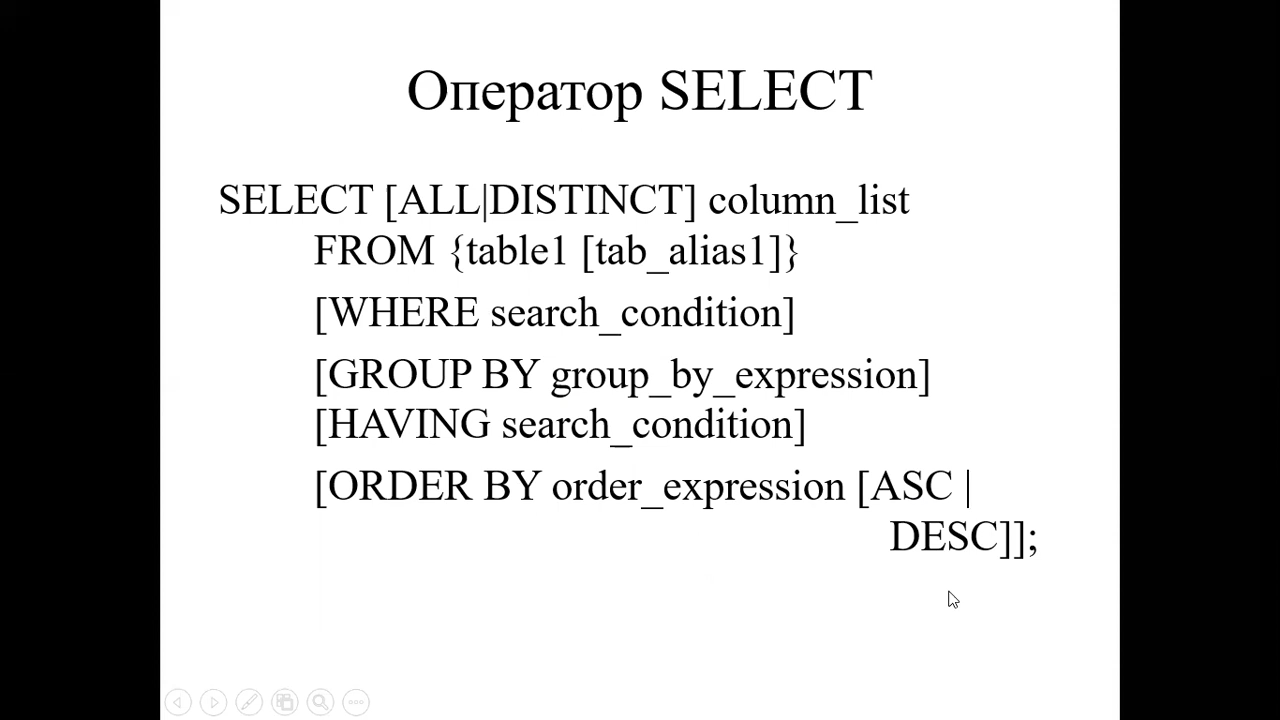 Оператор SELECT
SELECT [ALL|DISTINCT] column_list
FROM {table1 [tab_alias1]}
[WHERE search_condition]
[GROUP BY group_by_expression]
[HAVING search_condition]
[ORDER BY order_expression [ASC |
DESC]];